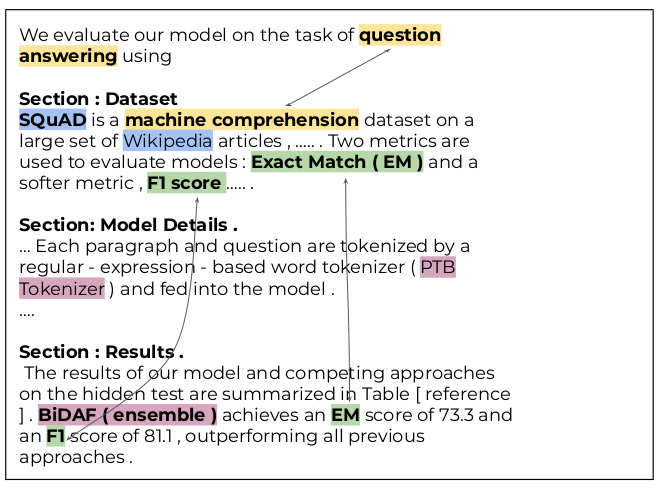 We evaluate our model on the task of question
answering using
Section : Dataset
SQuAD is a machine comprehension dataset on a
large set of Wikipedia articles , ..... . Two metrics are
used to evaluate models : Exact Match ( EM ) and a
softer metric , F1 score ..... .
Section: Model Details .
... Each paragraph and question are tokenized by a
regular - expression - based word tokenizer ( PTB
Tokenizer ) and fed into the model .
....
Section : Results .
The results of our model and competing approaches
on the hidden test are summarized in Table [ reference
] . BiDAF ( ensemble ) achieves an EM score of 73.3 and
an F1 score of 81.1 , outperforming all previous
approaches .